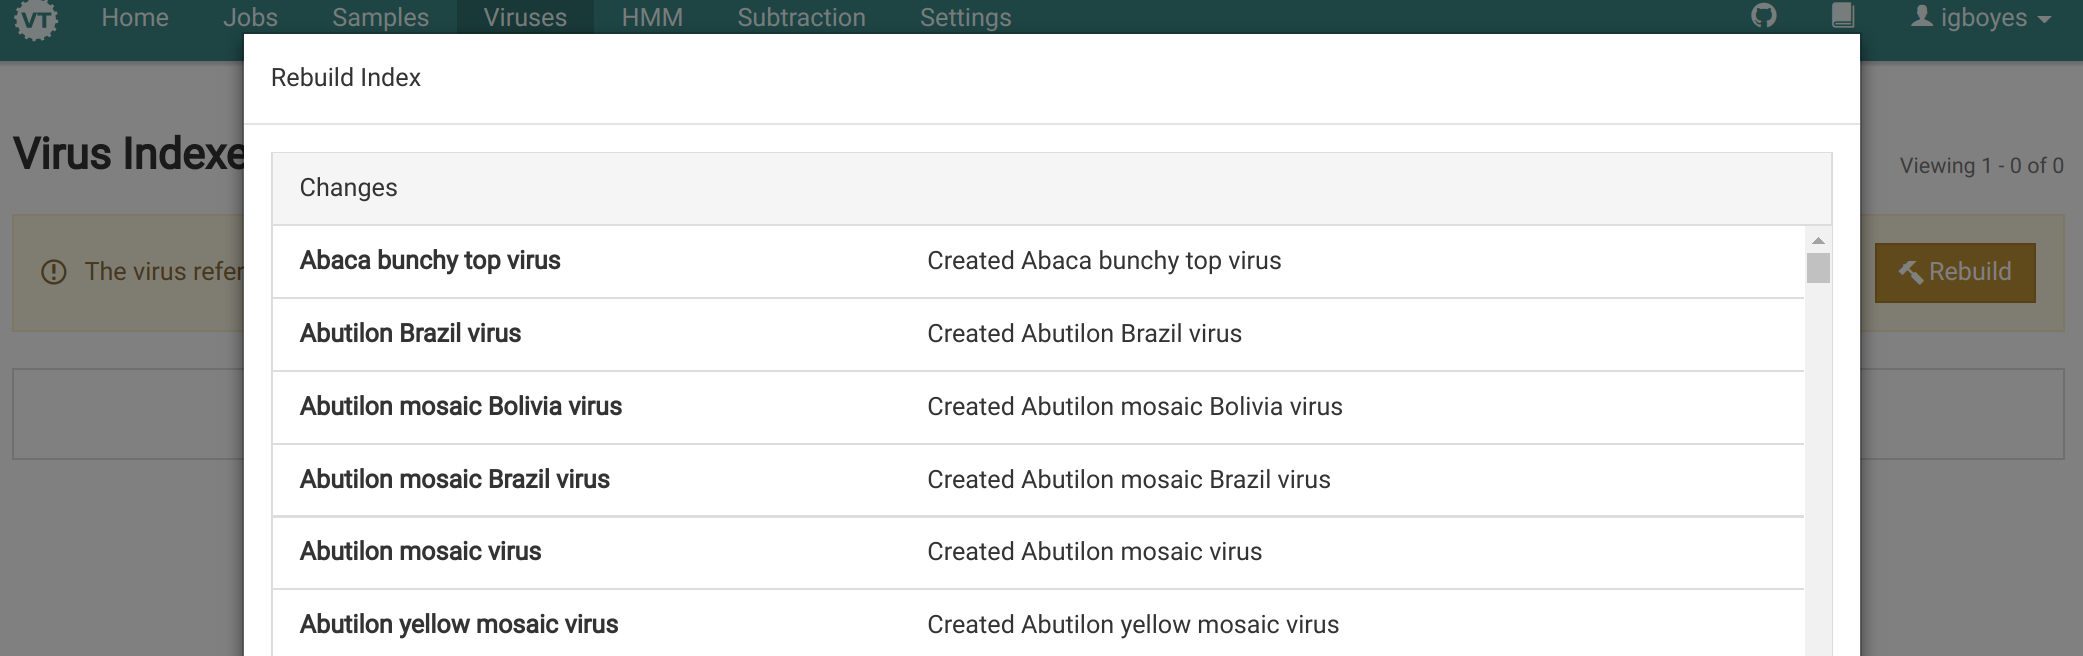 VT Home Jobs Samples Viruses HMM Subtraction Settings igboyes
Rebuild Index
Virus Indexe
Viewing 1 - 0 of 0
Changes
The virus refer
Rebuild
Abaca bunchy top virus Created Abaca bunchy top virus
Abutilon Brazil virus Created Abutilon Brazil virus
Abutilon mosaic Bolivia virus Created Abutilon mosaic Bolivia virus
Abutilon mosaic Brazil virus Created Abutilon mosaic Brazil virus
Abutilon mosaic virus Created Abutilon mosaic virus
Abutilon yellow mosaic virus Created Abutilon yellow mosaic virus